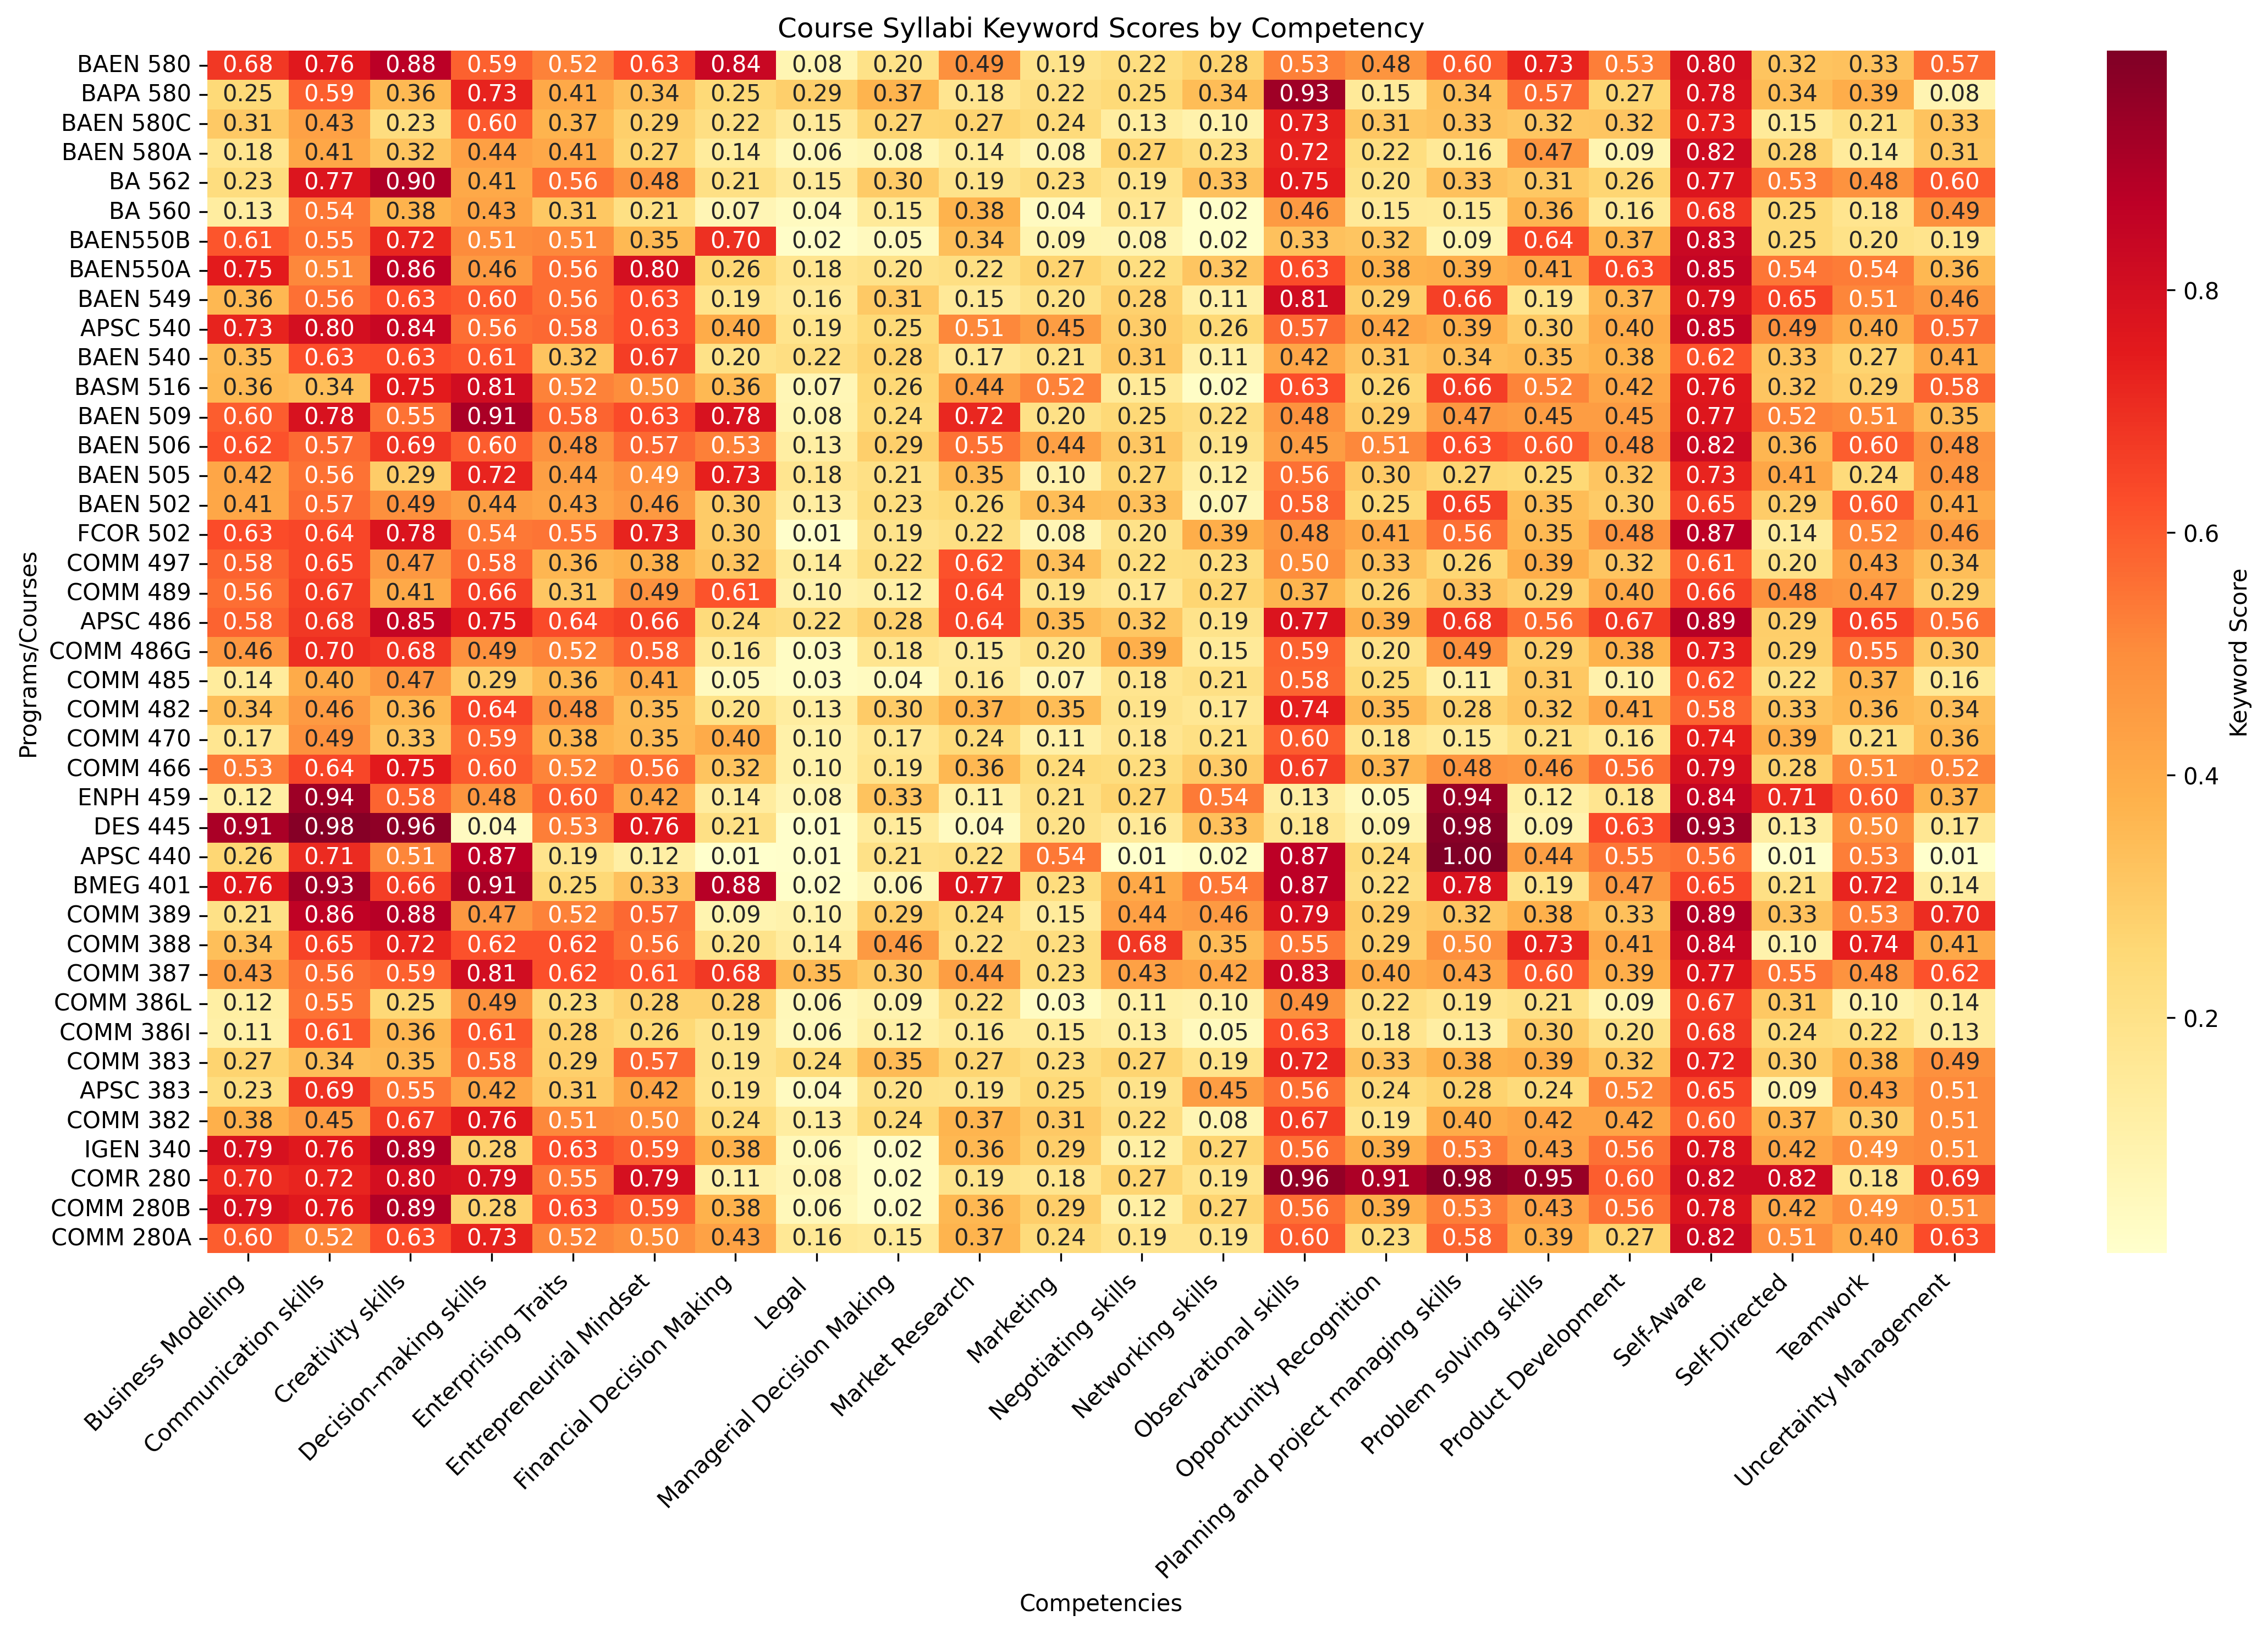 Course Syllabi Keyword Scores by Competency
Programs/Courses
BAEN 580 0.68 0.76 0.88 0.59 0.52 0.63 0.84 0.08 0.20 0.49 0.19 0.22 0.28 0.53 0.48 0.60 0.73 0.53 0.80 0.32 0.33 0.57
BAPA 580 0.25 0.59 0.36 0.73 0.41 0.34 0.25 0.29 0.37 0.18 0.22 0.25 0.34 0.93 0.15 0.34 0.57 0.27 0.78 0.34 0.39 0.08
BAEN 580C 0.31 0.43 0.23 0.60 0.37 0.29 0.22 0.15 0.27 0.27 0.24 0.13 0.10 0.73 0.31 0.33 0.32 0.32 0.73 0.15 0.21 0.33
BAEN 580A 0.18 0.41 0.32 0.44 0.41 0.27 0.14 0.06 0.08 0.14 0.08 0.27 0.23 0.72 0.22 0.16 0.47 0.09 0.82 0.28 0.14 0.31
BA 562 0.23 0.77 0.90 0.41 0.56 0.48 0.21 0.15 0.30 0.19 0.23 0.19 0.33 0.75 0.20 0.33 0.31 0.26 0.77 0.53 0.48 0.60
BA 560 0.13 0.54 0.38 0.43 0.31 0.21 0.07 0.04 0.15 0.38 0.04 0.17 0.02 0.46 0.15 0.15 0.36 0.16 0.68 0.25 0.18 0.49
BAEN550B 0.61 0.55 0.72 0.51 0.51 0.35 0.70 0.02 0.05 0.34 0.09 0.08 0.02 0.33 0.32 0.09 0.64 0.37 0.83 0.25 0.20 0.19
BAEN550A 0.75 0.51 0.86 0.46 0.56 0.80 0.26 0.18 0.20 0.22 0.27 0.22 0.32 0.63 0.38 0.39 0.41 0.63 0.85 0.54 0.54 0.36
BAEN 549 0.36 0.56 0.63 0.60 0.56 0.63 0.19 0.16 0.31 0.15 0.20 0.28 0.11 0.81 0.29 0.66 0.19 0.37 0.79 0.65 0.51 0.46
APSC 540 0.73 0.80 0.84 0.56 0.58 0.63 0.40 0.19 0.25 0.51 0.45 0.30 0.26 0.57 0.42 0.39 0.30 0.40 0.85 0.49 0.40 0.57
BAEN 540 0.35 0.63 0.63 0.61 0.32 0.67 0.20 0.22 0.28 0.17 0.21 0.31 0.11 0.42 0.31 0.34 0.35 0.38 0.62 0.33 0.27 0.41
BASM 516 0.36 0.34 0.75 0.81 0.52 0.50 0.36 0.07 0.26 0.44 0.52 0.15 0.02 0.63 0.26 0.66 0.52 0.42 0.76 0.32 0.29 0.58
BAEN 509 0.60 0.78 0.55 0.91 0.58 0.63 0.78 0.08 0.24 0.72 0.20 0.25 0.22 0.48 0.29 0.47 0.45 0.45 0.77 0.52 0.51 0.35
BAEN 506 0.62 0.57 0.69 0.60 0.48 0.57 0.53 0.13 0.29 0.55 0.44 0.31 0.19 0.45 0.51 0.63 0.60 0.48 0.82 0.36 0.60 0.48
BAEN 505 0.42 0.56 0.29 0.72 0.44 0.49 0.73 0.18 0.21 0.35 0.10 0.27 0.12 0.56 0.30 0.27 0.25 0.32 0.73 0.41 0.24 0.48
BAEN 502 0.41 0.57 0.49 0.44 0.43 0.46 0.30 0.13 0.23 0.26 0.34 0.33 0.07 0.58 0.25 0.65 0.35 0.30 0.65 0.29 0.60 0.41
FCOR 502 0.63 0.64 0.78 0.54 0.55 0.73 0.30 0.01 0.19 0.22 0.08 0.20 0.39 0.48 0.41 0.56 0.35 0.48 0.87 0.14 0.52 0.46
COMM 497 0.58 0.65 0.47 0.58 0.36 0.38 0.32 0.14 0.22 0.62 0.34 0.22 0.23 0.50 0.33 0.26 0.39 0.32 0.61 0.20 0.43 0.34
COMM 489 0.56 0.67 0.41 0.66 0.31 0.49 0.61 0.10 0.12 0.64 0.19 0.17 0.27 0.37 0.26 0.33 0.29 0.40 0.66 0.48 0.47 0.29
APSC 486 0.58 0.68 0.85 0.75 0.64 0.66 0.24 0.22 0.28 0.64 0.35 0.32 0.19 0.77 0.39 0.68 0.56 0.67 0.89 0.29 0.65 0.56
COMM 486G 0.46 0.70 0.68 0.49 0.52 0.58 0.16 0.03 0.18 0.15 0.20 0.39 0.15 0.59 0.20 0.49 0.29 0.38 0.73 0.29 0.55 0.30
COMM 485 0.14 0.40 0.47 0.29 0.36 0.41 0.05 0.03 0.04 0.16 0.07 0.18 0.21 0.58 0.25 0.11 0.31 0.10 0.62 0.22 0.37 0.16
COMM 482 0.34 0.46 0.36 0.64 0.48 0.35 0.20 0.13 0.30 0.37 0.35 0.19 0.17 0.74 0.35 0.28 0.32 0.41 0.58 0.33 0.36 0.34
COMM 470 0.17 0.49 0.33 0.59 0.38 0.35 0.40 0.10 0.17 0.24 0.11 0.18 0.21 0.60 0.18 0.15 0.21 0.16 0.74 0.39 0.21 0.36
COMM 466 0.53 0.64 0.75 0.60 0.52 0.56 0.32 0.10 0.19 0.36 0.24 0.23 0.30 0.67 0.37 0.48 0.46 0.56 0.79 0.28 0.51 0.52
ENPH 459 0.12 0.94 0.58 0.48 0.60 0.42 0.14 0.08 0.33 0.11 0.21 0.27 0.54 0.13 0.05 0.94 0.12 0.18 0.84 0.71 0.60 0.37
DES 445 0.91 0.98 0.96 0.04 0.53 0.76 0.21 0.01 0.15 0.04 0.20 0.16 0.33 0.18 0.09 0.98 0.09 0.63 0.93 0.13 0.50 0.17
APSC 440 0.26 0.71 0.51 0.87 0.19 0.12 0.01 0.01 0.21 0.22 0.54 0.01 0.02 0.87 0.24 1.00 0.44 0.55 0.56 0.01 0.53 0.01
BMEG 401 0.76 0.93 0.66 0.91 0.25 0.33 0.88 0.02 0.06 0.77 0.23 0.41 0.54 0.87 0.22 0.78 0.19 0.47 0.65 0.21 0.72 0.14
COMM 389 0.21 0.86 0.88 0.47 0.52 0.57 0.09 0.10 0.29 0.24 0.15 0.44 0.46 0.79 0.29 0.32 0.38 0.33 0.89 0.33 0.53 0.70
COMM 388 0.34 0.65 0.72 0.62 0.62 0.56 0.20 0.14 0.46 0.22 0.23 0.68 0.35 0.55 0.29 0.50 0.73 0.41 0.84 0.10 0.74 0.41
COMM 387 0.43 0.56 0.59 0.81 0.62 0.61 0.68 0.35 0.30 0.44 0.23 0.43 0.42 0.83 0.40 0.43 0.60 0.39 0.77 0.55 0.48 0.62
COMM 386L 0.12 0.55 0.25 0.49 0.23 0.28 0.28 0.06 0.09 0.22 0.03 0.11 0.10 0.49 0.22 0.19 0.21 0.09 0.67 0.31 0.10 0.14
COMM 386I 0.11 0.61 0.36 0.61 0.28 0.26 0.19 0.06 0.12 0.16 0.15 0.13 0.05 0.63 0.18 0.13 0.30 0.20 0.68 0.24 0.22 0.13
COMM 383 0.27 0.34 0.35 0.58 0.29 0.57 0.19 0.24 0.35 0.27 0.23 0.27 0.19 0.72 0.33 0.38 0.39 0.32 0.72 0.30 0.38 0.49
APSC 383 0.23 0.69 0.55 0.42 0.31 0.42 0.19 0.04 0.20 0.19 0.25 0.19 0.45 0.56 0.24 0.28 0.24 0.52 0.65 0.09 0.43 0.51
COMM 382 0.38 0.45 0.67 0.76 0.51 0.50 0.24 0.13 0.24 0.37 0.31 0.22 0.08 0.67 0.19 0.40 0.42 0.42 0.60 0.37 0.30 0.51
IGEN 340 0.79 0.76 0.89 0.28 0.63 0.59 0.38 0.06 0.02 0.36 0.29 0.12 0.27 0.56 0.39 0.53 0.43 0.56 0.78 0.42 0.49 0.51
COMR 280 0.70 0.72 0.80 0.79 0.55 0.79 0.11 0.08 0.02 0.19 0.18 0.27 0.19 0.96 0.91 0.98 0.95 0.60 0.82 0.82 0.18 0.69
COMM 280B 0.79 0.76 0.89 0.28 0.63 0.59 0.38 0.06 0.02 0.36 0.29 0.12 0.27 0.56 0.39 0.53 0.43 0.56 0.78 0.42 0.49 0.51
COMM 280A 0.60 0.52 0.63 0.73 0.52 0.50 0.43 0.16 0.15 0.37 0.24 0.19 0.19 0.60 0.23 0.58 0.39 0.27 0.82 0.51 0.40 0.63
Business Modeling
Communication skills
Creativity skills
Decision-making skills
Enterprising Traits
Entrepreneurial Mindset
Financial Decision Making
Legal
Managerial Decision Making
Market Research
Marketing
Negotiating skills
Networking skills
Observational skills
Opportunity Recognition
Planning and project managing skills
Problem solving skills
Product Development
Self-Aware
Self-Directed
Teamwork
Uncertainty Management
Competencies
0.8
0.6
0.4
0.2
Keyword Score